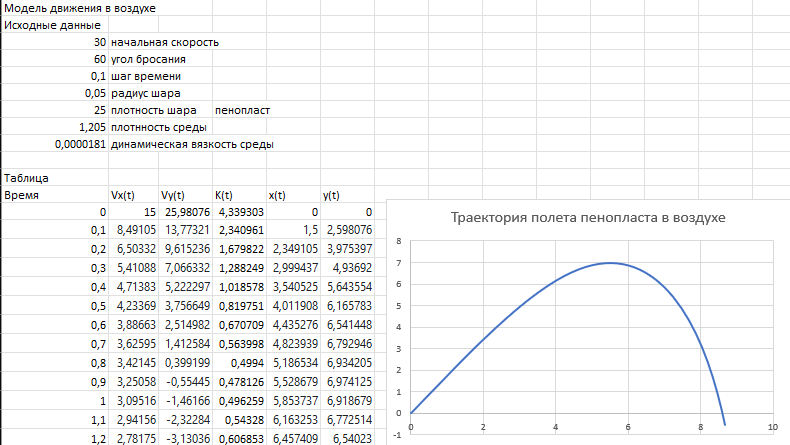 Модель движения в воздухе
Исходные данные
30 начальная скорость
60 угол бросания
0,1 шаг времени
0,05 радиус шара
25 плотность шара пенопласт
1,205 плотнность среды
0,0000181 динамическая вязкость среды
Таблица
Время Vx(t) Vy(t) K(t) x(t) y(t)
0 15 25,98076 4,339303 0 0
0,1 8,49105 13,77321 2,340961 1,5 2,598076
0,2 6,50332 9,615236 1,679822 2,349105 3,975397
0,3 5,41088 7,066332 1,288249 2,999437 4,93692
0,4 4,71383 5,222297 1,018578 3,540525 5,643554
0,5 4,23369 3,756649 0,819751 4,011908 6,165783
0,6 3,88663 2,514982 0,670709 4,435276 6,541448
0,7 3,62595 1,412584 0,563998 4,823939 6,792946
0,8 3,42145 0,399199 0,4994 5,186534 6,934205
0,9 3,25058 -0,55445 0,478126 5,528679 6,974125
1 3,09516 -1,46166 0,496259 5,853737 6,918679
1,1 2,94156 -2,32284 0,54328 6,163253 6,772514
1,2 2,78175 -3,13036 0,606853 6,457409 6,54023
Траектория полета пенопласта в воздухе
8
7
6
5
4
3
2
1
0
-1
0 2 4 6 8 10